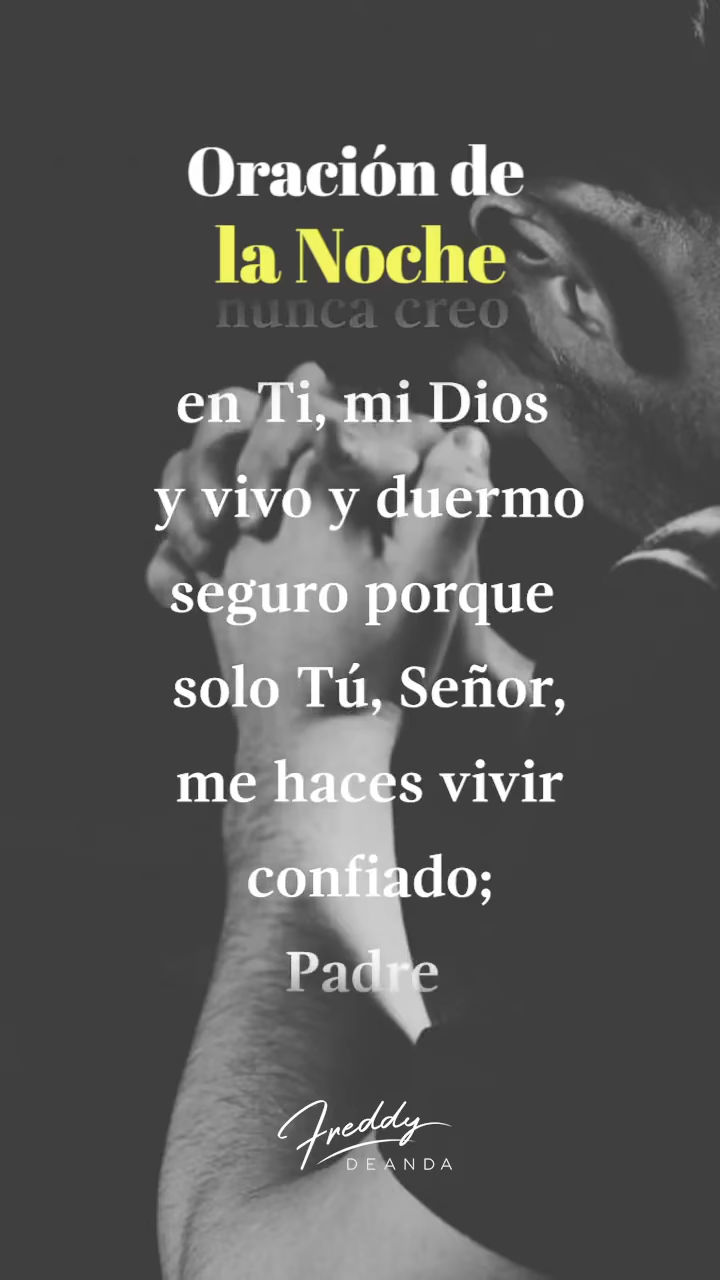 Oración de
la Noche
nunca creo
en Ti, mi Dios
y vivo y duermo
seguro porque
solo Tú, Señor,
me haces vivir
confiado;
Padre
Freddy
DEANDA